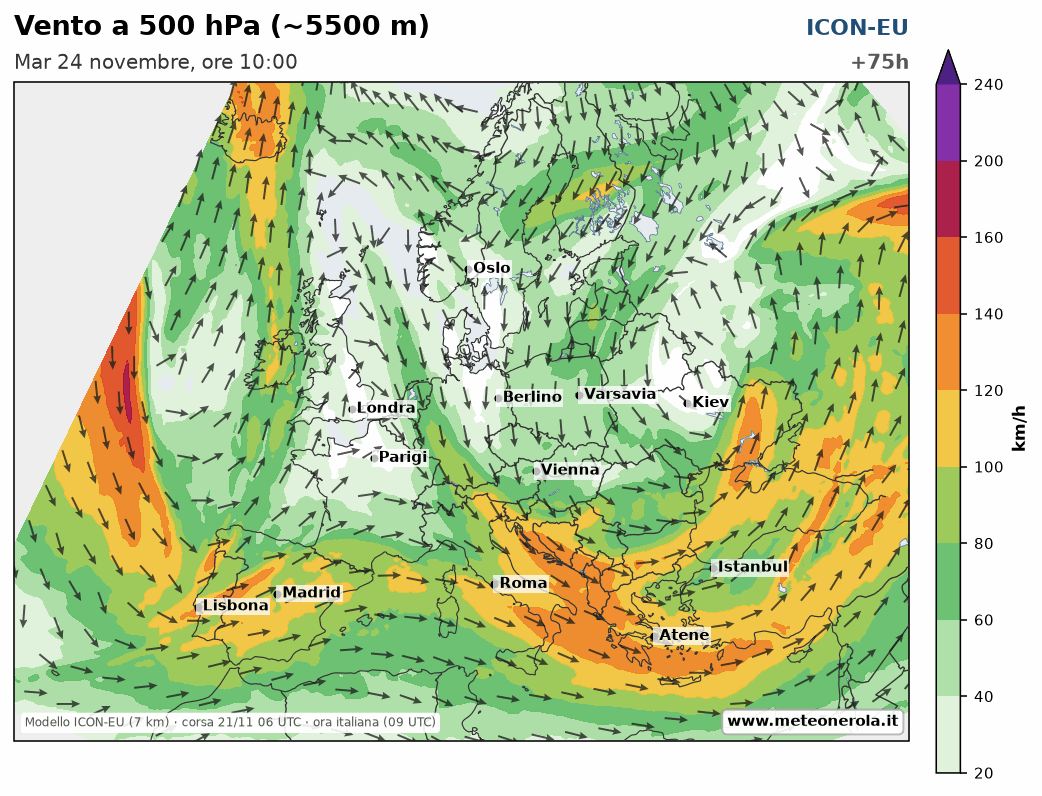 Vento a 500 hPa (~5500 m)
ICON-EU
Mar 24 novembre, ore 10:00
+75h
240
200
160
140
120
100
80
60
40
20
km/h
Oslo
Berlino
Varsavia
Kiev
Londra
Parigi
Vienna
Istanbul
Roma
Madrid
Lisbona
Atene
Modello ICON-EU (7 km) · corsa 21/11 06 UTC · ora italiana (09 UTC)
www.meteonerola.it